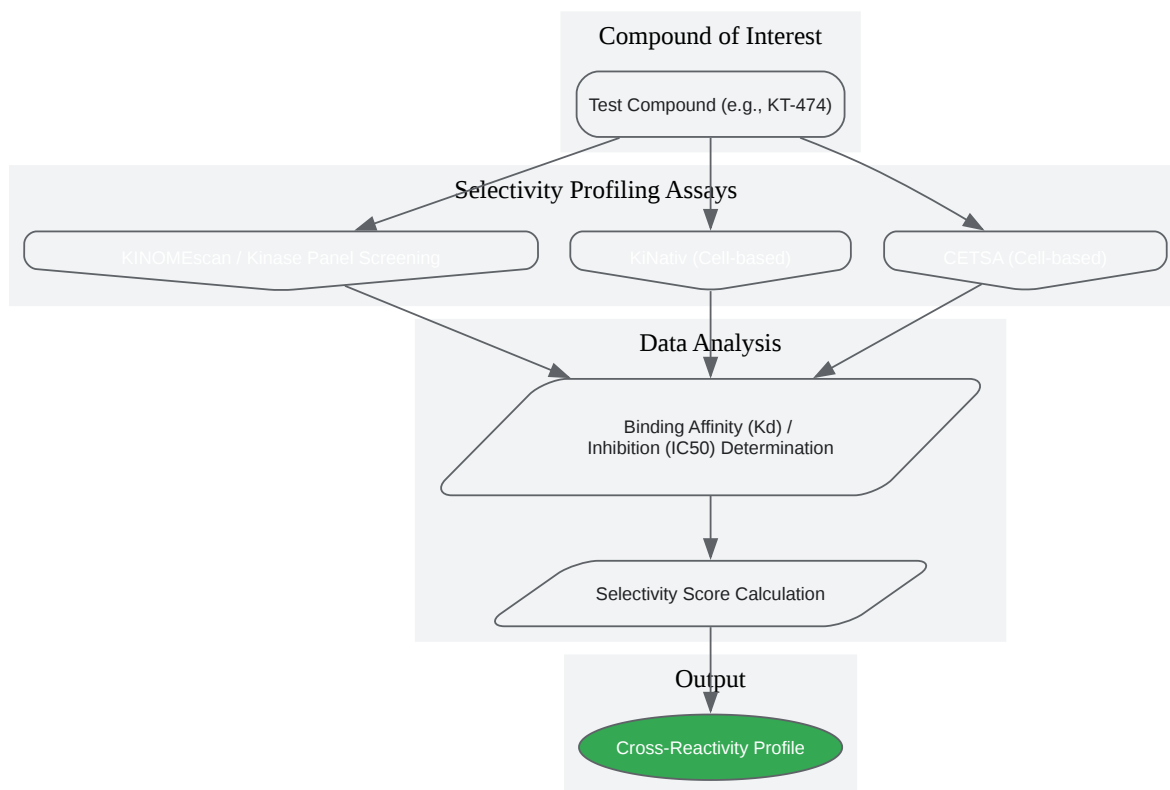 Compound of Interest
Test Compound (e.g., KT-474)
Selectivity Profiling Assays
KINOMEscan / Kinase Panel Screening
KiNativ (Cell-based)
CETSA (Cell-based)
Data Analysis
Binding Affinity (Kd) /
Inhibition (IC50) Determination
Selectivity Score Calculation
Output
Cross-Reactivity Profile